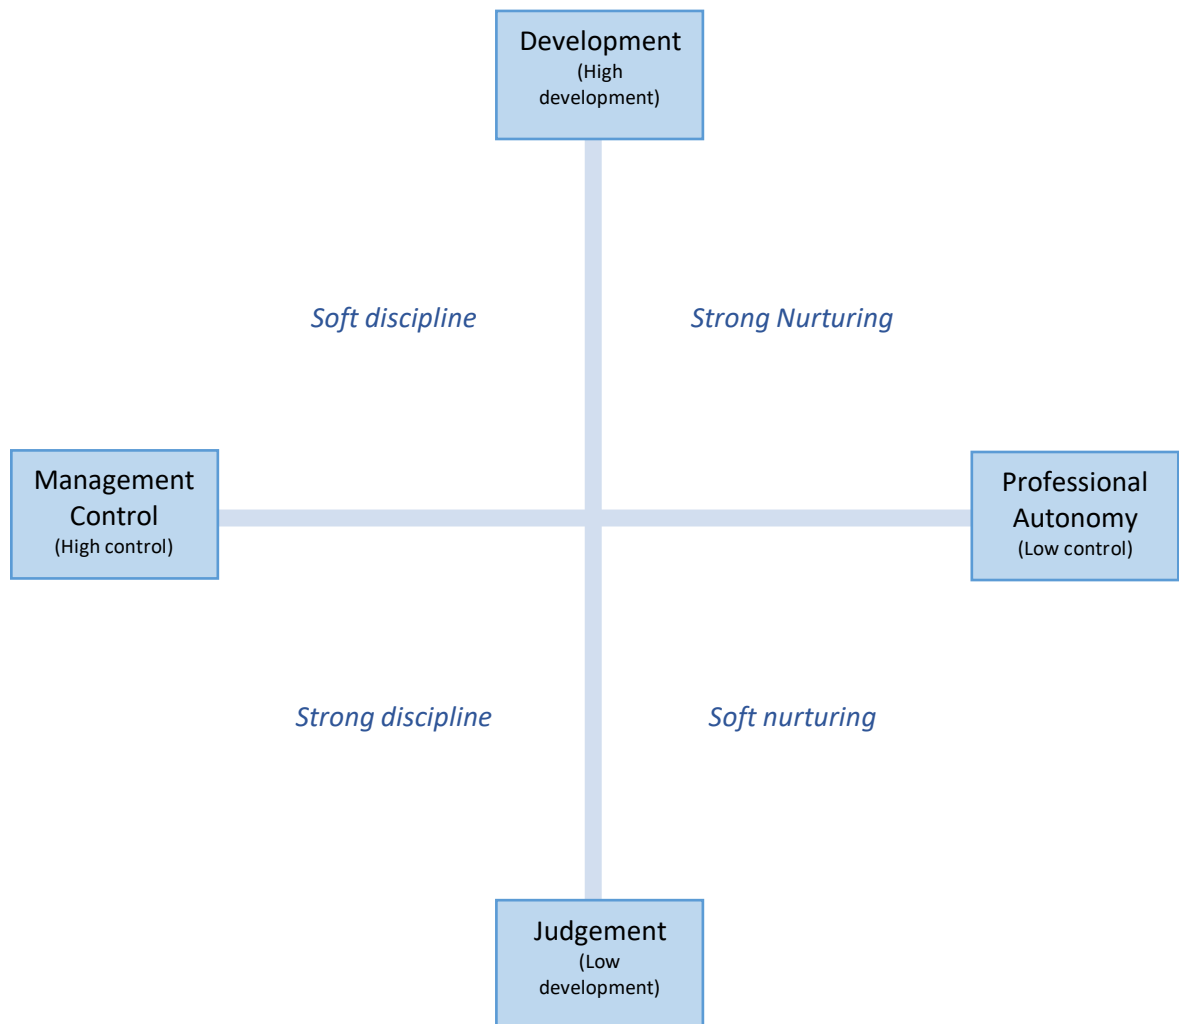 Development
(High
development)
Soft discipline
Strong Nurturing
Management
Control
(High control)
Professional
Autonomy
(Low control)
Strong discipline
Soft nurturing
Judgement
(Low
development)